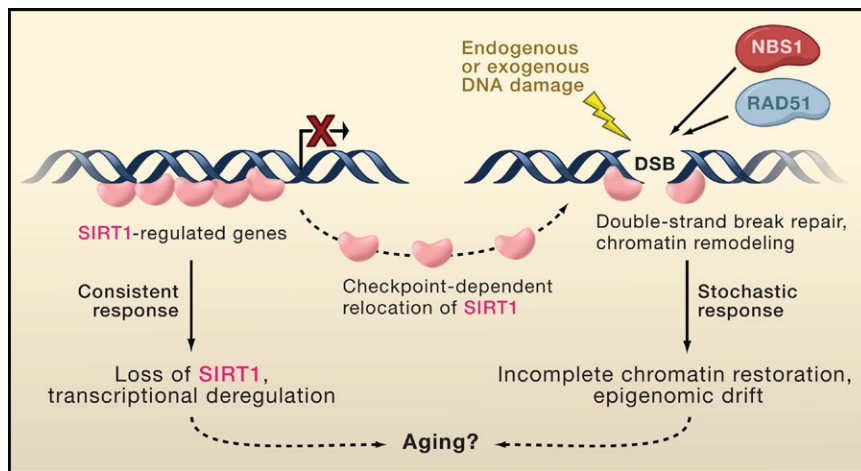 Endogenous
or exogenous
DNA damage
NBS1
RAD51
X
DSB
SIRT1-regulated genes
Double-strand break repair,
chromatin remodeling
Checkpoint-dependent
relocation of SIRT1
Consistent
response
Stochastic
response
Loss of SIRT1,
transcriptional deregulation
Incomplete chromatin restoration,
epigenomic drift
Aging?